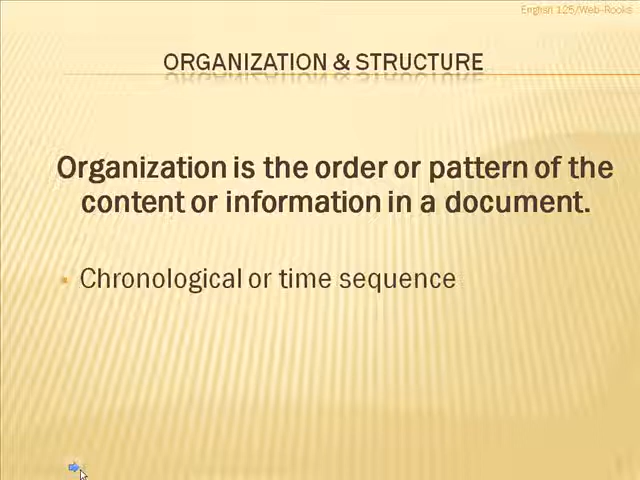 English 125/Web-Rooks
ORGANIZATION & STRUCTURE
Organization is the order or pattern of the
content or information in a document.
Chronological or time sequence